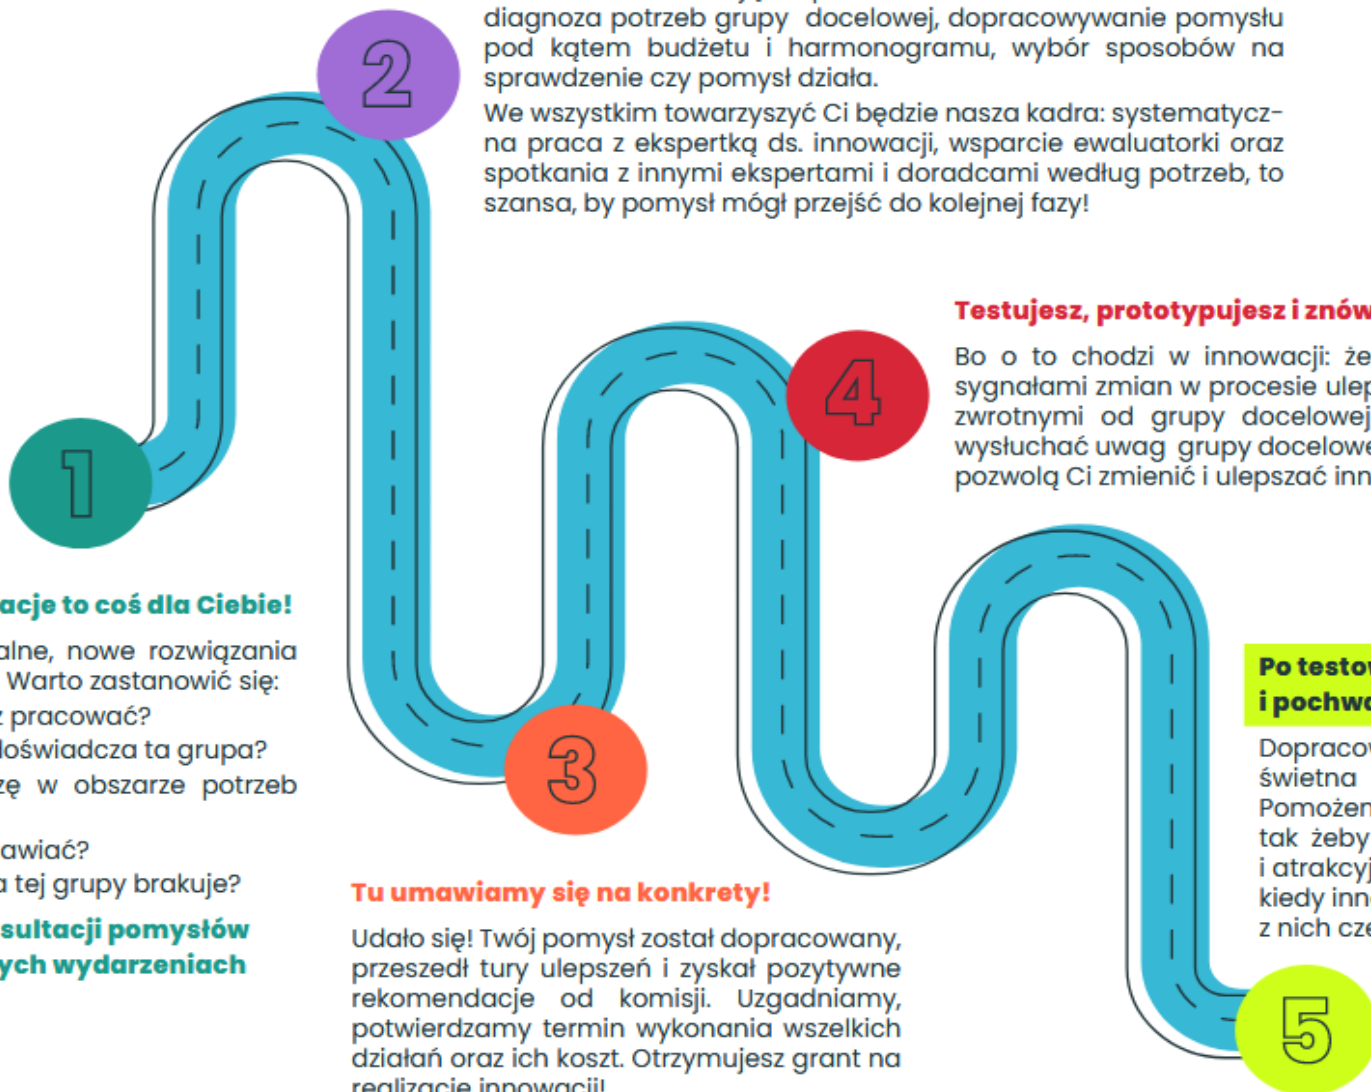 2
diagnoza potrzeb grupy docelowej, dopracowywanie pomysłu
pod kątem budżetu i harmonogramu, wybór sposobów na
sprawdzenie czy pomysł działa.
We wszystkim towarzyszyć Ci będzie nasza kadra: systematycz-
na praca z ekspertką ds. innowacji, wsparcie ewaluatorki oraz
spotkania z innymi ekspertami i doradcami według potrzeb, to
szansa, by pomysł mógł przejść do kolejnej fazy!
4
Testujesz, prototypujesz i znów
Bo o to chodzi w innowacji: że
sygnałami zmian w procesie ulep
zwrotnymi od grupy docelowej
wysłuchać uwag grupy docelowe
pozwolą Ci zmienić i ulepszać inn
1
acje to coś dla Ciebie!
alne, nowe rozwiązania
Warto zastanowić się:
z pracować?
doświadcza ta grupa?
zę w obszarze potrzeb
awiać?
a tej grupy brakuje?
sultacji pomysłów
ych wydarzeniach
3
Tu umawiamy się na konkrety!
Udało się! Twój pomysł został dopracowany,
przeszedł tury ulepszeń i zyskał pozytywne
rekomendacje od komisji. Uzgadniamy,
potwierdzamy termin wykonania wszelkich
działań oraz ich koszt. Otrzymujesz grant na
realizację innowacji!
Po testow
i pochwa
Dopracow
świetna
Pomożem
tak żeby
i atrakcyj
kiedy inno
z nich cze
5